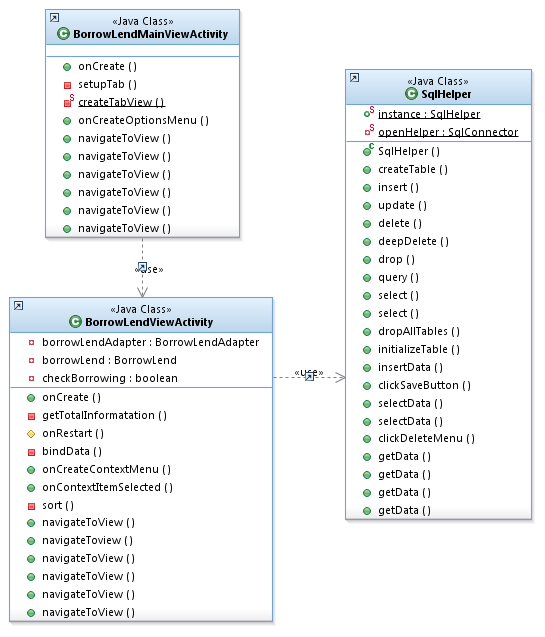 «Java Class»
BorrowLendMainViewActivity
onCreate ( )
setupTab ( )
createTabView ( )
onCreateOptionsMenu ( )
navigateToView ( )
navigateToView ( )
navigateToView ( )
navigateToView ( )
navigateToView ( )
navigateToView ( )
«use»
«Java Class»
BorrowLendViewActivity
borrowLendAdapter : BorrowLendAdapter
borrowLend : BorrowLend
checkBorrowing : boolean
onCreate ( )
getTotalInformatation ( )
onRestart ( )
bindData ( )
onCreateContextMenu ( )
onContextItemSelected ( )
sort ( )
navigateToView ( )
navigateToview ( )
navigateToView ( )
navigateToView ( )
navigateToView ( )
navigateToView ( )
«use»
«Java Class»
SqlHelper
instance : SqlHelper
openHelper : SqlConnector
SqlHelper ( )
createTable ( )
insert ( )
update ( )
delete ( )
deepDelete ( )
drop ( )
query ( )
select ( )
select ( )
dropAllTables ( )
initializeTable ( )
insertData ( )
clickSaveButton ( )
selectData ( )
selectData ( )
clickDeleteMenu ( )
getData ( )
getData ( )
getData ( )
getData ( )